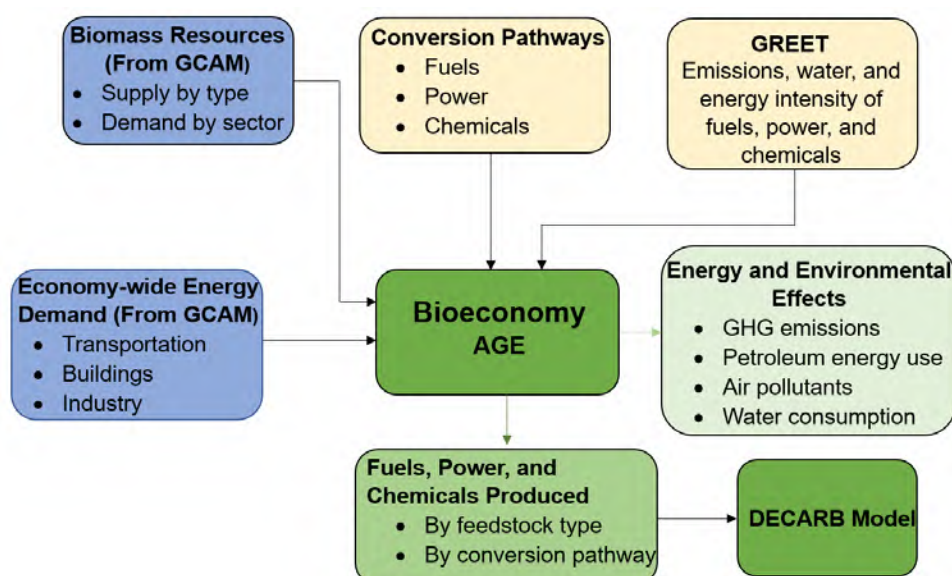 Biomass Resources
(From GCAM)
• Supply by type
• Demand by sector
Conversion Pathways
• Fuels
• Power
• Chemicals
GREET
Emissions, water, and
energy intensity of
fuels, power, and
chemicals
Economy-wide Energy
Demand (From GCAM)
• Transportation
• Buildings
• Industry
Bioeconomy
AGE
Energy and Environmental
Effects
• GHG emissions
• Petroleum energy use
• Air pollutants
• Water consumption
Fuels, Power, and
Chemicals Produced
• By feedstock type
• By conversion pathway
DECARB Model